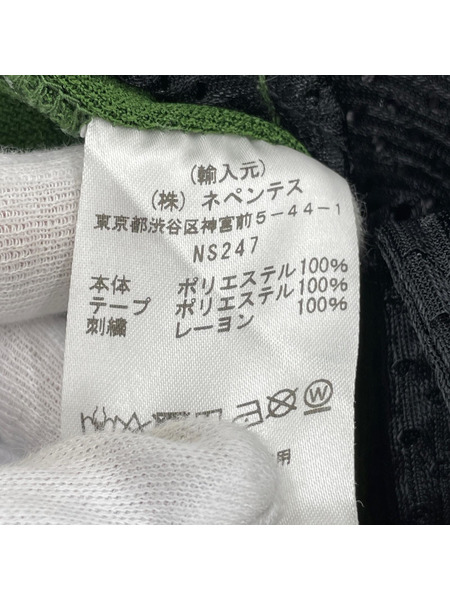 （輸入元）
（株）ネペンテス
東京都渋谷区神宮前5-44-1
NS247
本体 ポリエステル100%
テープ ポリエステル100%
刺繍 レーヨン
W
用